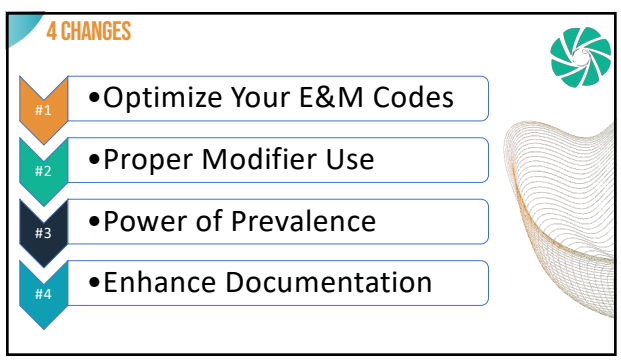 4 CHANGES
#1
•Optimize Your E&M Codes
#2
•Proper Modifier Use
#3
•Power of Prevalence
#4
•Enhance Documentation